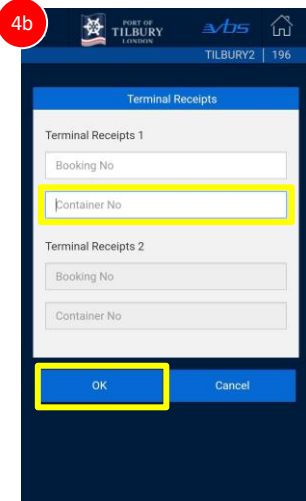 4b
PORT OF
TILBURY
LONDON
vbs
TILBURY2 | 196
Terminal Receipts
Terminal Receipts 1
Booking No
Container No
Terminal Receipts 2
Booking No
Container No
OK
Cancel